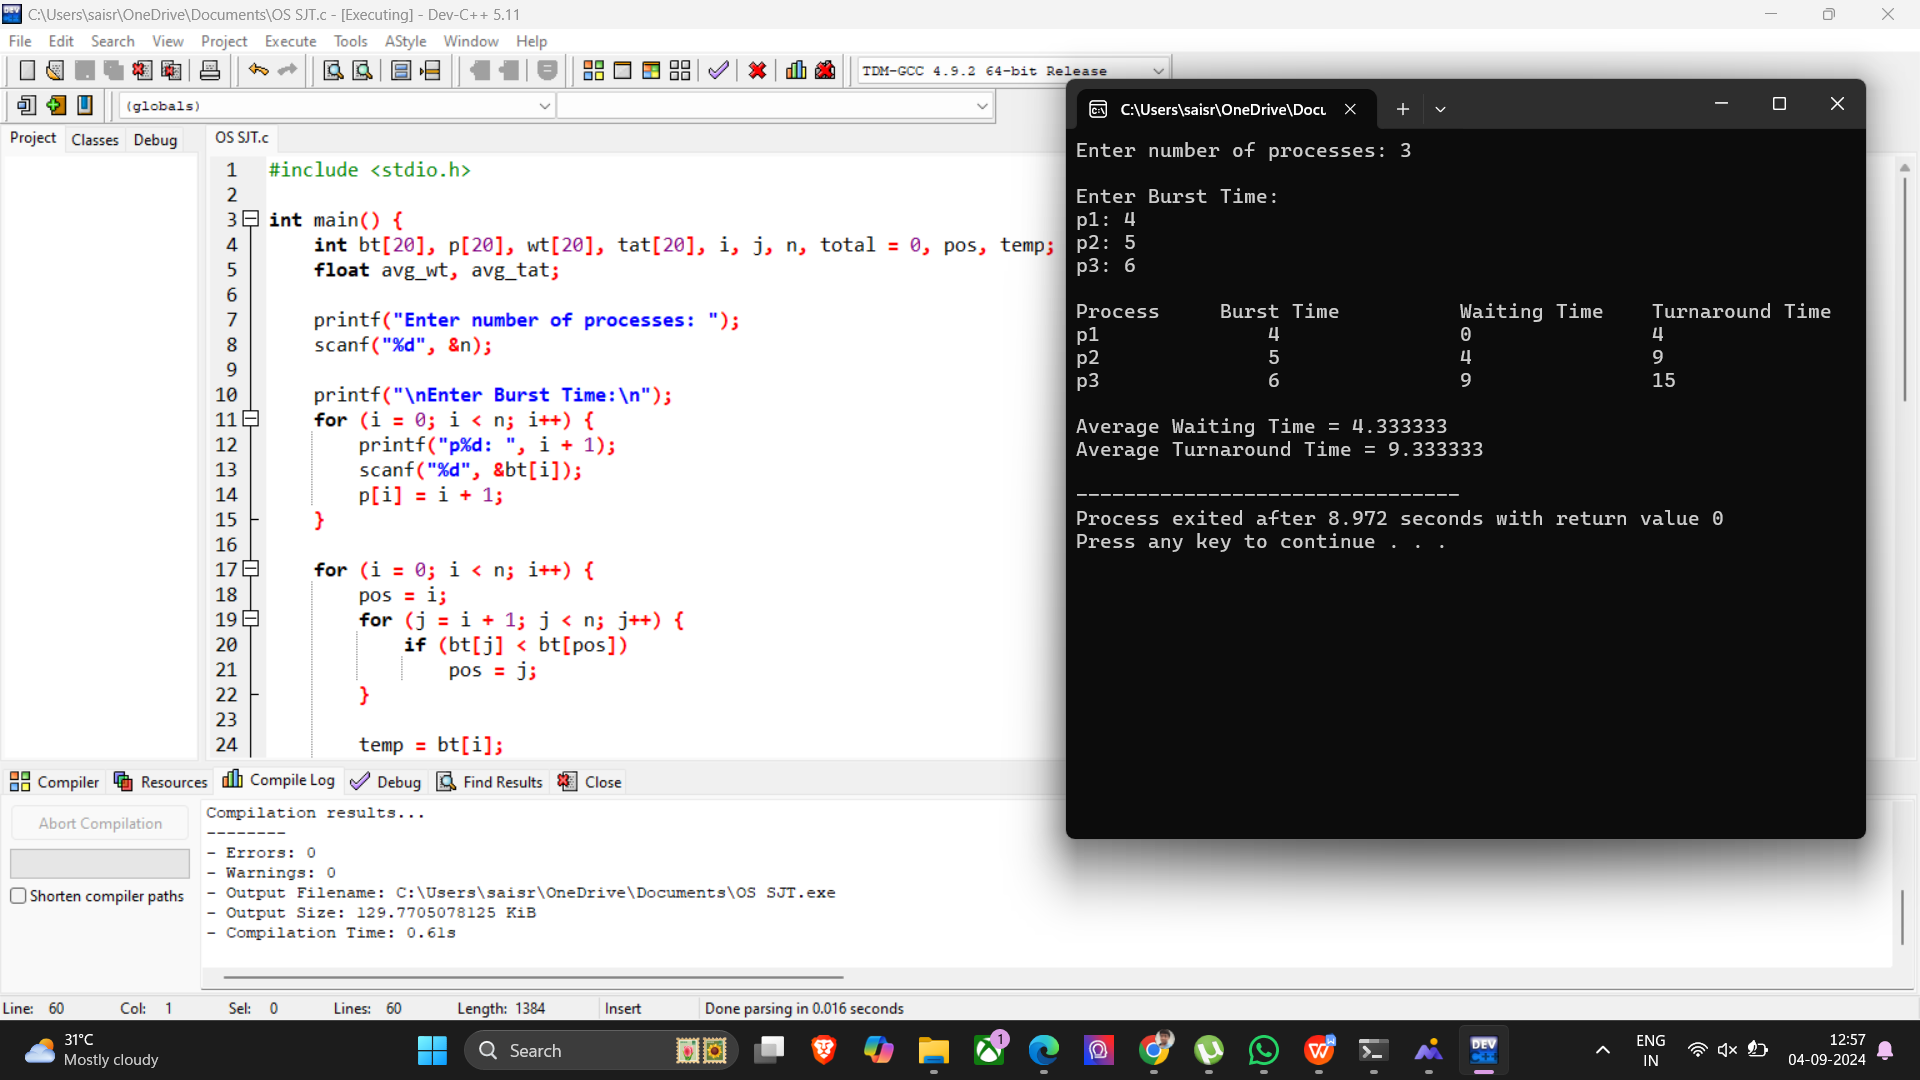 C:\Users\saisr\OneDrive\Documents\OS SJT.c - [Executing] - Dev-C++ 5.11
File Edit Search View Project Execute Tools AStyle Window Help
TDM-GCC 4.9.2 64-bit Release
(globals)
Project Classes Debug
OS SJT.c
1 #include <stdio.h>
2
3 int main() {
4 int bt[20], p[20], wt[20], tat[20], i, j, n, total = 0, pos, temp;
5 float avg_wt, avg_tat;
6
7 printf("Enter number of processes: ");
8 scanf("%d", &n);
9
10 printf("\nEnter Burst Time:\n");
11 for (i = 0; i < n; i++) {
12 printf("p%d: ", i + 1);
13 scanf("%d", &bt[i]);
14 p[i] = i + 1;
15 }
16
17 for (i = 0; i < n; i++) {
18 pos = i;
19 for (j = i + 1; j < n; j++) {
20 if (bt[j] < bt[pos])
21 pos = j;
22 }
23
24 temp = bt[i];
C:\Users\saisr\OneDrive\Docu
Enter number of processes: 3
Enter Burst Time:
p1: 4
p2: 5
p3: 6
Process Burst Time Waiting Time Turnaround Time
p1 4 0 4
p2 5 4 9
p3 6 9 15
Average Waiting Time = 4.333333
Average Turnaround Time = 9.333333
--------------------------------
Process exited after 8.972 seconds with return value 0
Press any key to continue . . .
Compiler Resources Compile Log Debug Find Results Close
Abort Compilation
Shorten compiler paths
Compilation results...
--------
- Errors: 0
- Warnings: 0
- Output Filename: C:\Users\saisr\OneDrive\Documents\OS SJT.exe
- Output Size: 129.7705078125 KiB
- Compilation Time: 0.61s
Line: 60 Col: 1 Sel: 0 Lines: 60 Length: 1384 Insert Done parsing in 0.016 seconds
31°C
Mostly cloudy
Search
1
DEV
ENG
IN
12:57
04-09-2024